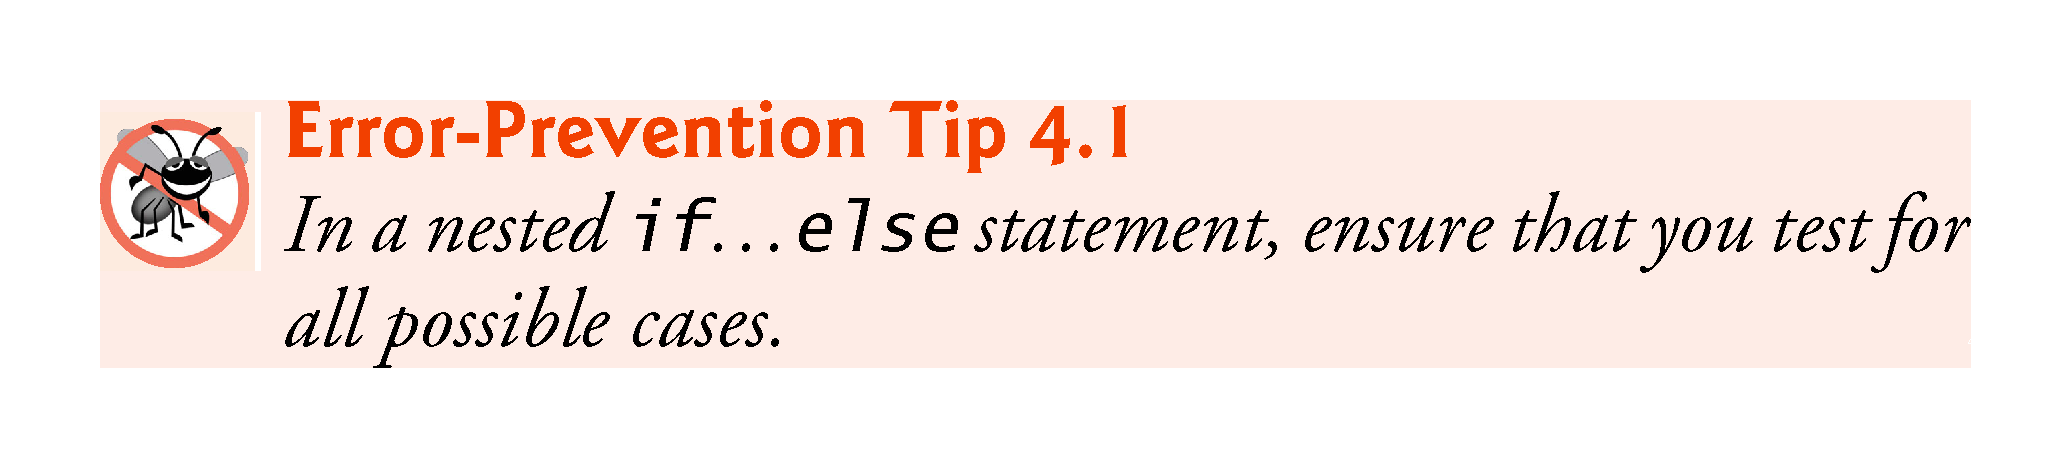 Error-Prevention Tip 4.1
In a nested if…else statement, ensure that you test for
all possible cases.